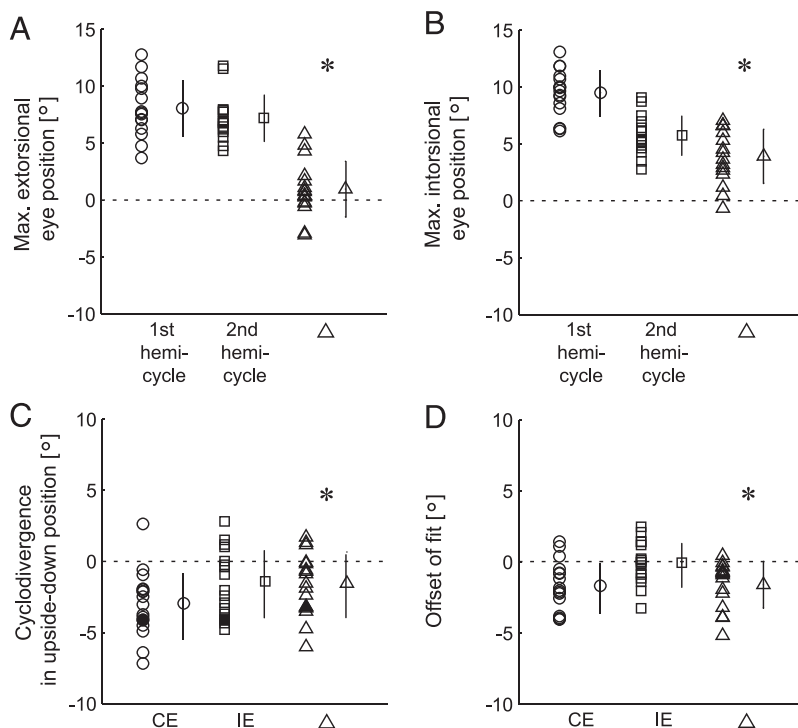 A
Max. extorsional
eye position [°]
15
10
5
0
-5
-10
*
1st
hemi-
cycle
2nd
hemi-
cycle
△
B
Max. intorsional
eye position [°]
15
10
5
0
-5
-10
*
1st
hemi-
cycle
2nd
hemi-
cycle
△
C
Cyclodivergence
in upside-down position [°]
10
5
0
-5
-10
*
CE
IE
△
D
Offset of fit [°]
10
5
0
-5
-10
*
CE
IE
△